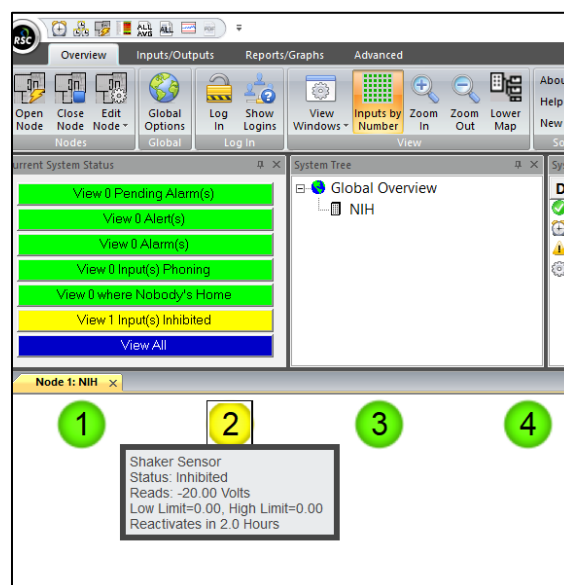 RSC
ALL AVG
ALL
Overview Inputs/Outputs Reports/Graphs Advanced
Open Node
Close Node
Edit Node
Global Options
Log In
Show Logins
View Windows
Inputs by Number
Zoom In
Zoom Out
Lower Map
Abou
Help
New
Nodes Global Log In View So
urrent System Status
System Tree
Sys
View 0 Pending Alarm(s)
View 0 Alert(s)
View 0 Alarm(s)
View 0 Input(s) Phoning
View 0 where Nobody's Home
View 1 Input(s) Inhibited
View All
Global Overview
NIH
D
Node 1: NIH
1 2 3 4
Shaker Sensor
Status: Inhibited
Reads: -20.00 Volts
Low Limit=0.00, High Limit=0.00
Reactivates in 2.0 Hours